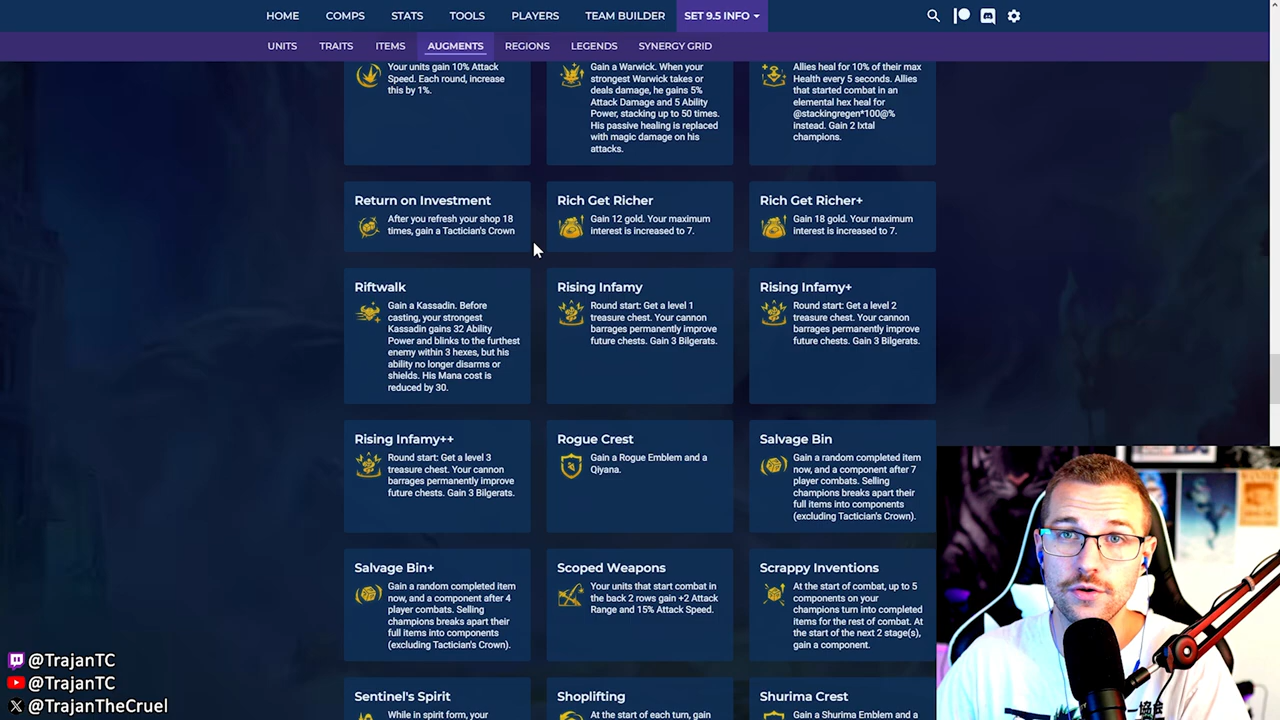 HOME COMPS STATS TOOLS PLAYERS TEAM BUILDER SET 9.5 INFO
UNITS TRAITS ITEMS AUGMENTS REGIONS LEGENDS SYNERGY GRID
Your units gain 10% Attack
Speed. Each round, increase
this by 1%.
Gain a Warwick. When your
strongest Warwick takes or
deals damage, he gains 5%
Attack Damage and 5 Ability
Power, stacking up to 50 times.
His passive healing is replaced
with magic damage on his
attacks.
Allies heal for 10% of their max
Health every 5 seconds. Allies
that started combat in an
elemental hex heal for
@stackingregen*100@%
instead. Gain 2 Ixtal
champions.
Return on Investment
After you refresh your shop 18
times, gain a Tactician's Crown
Rich Get Richer
Gain 12 gold. Your maximum
interest is increased to 7.
Rich Get Richer+
Gain 18 gold. Your maximum
interest is increased to 7.
Riftwalk
Gain a Kassadin. Before
casting, your strongest
Kassadin gains 32 Ability
Power and blinks to the furthest
enemy within 3 hexes, but his
ability no longer disarms or
shields. His Mana cost is
reduced by 30.
Rising Infamy
Round start: Get a level 1
treasure chest. Your cannon
barrages permanently improve
future chests. Gain 3 Bilgerats.
Rising Infamy+
Round start: Get a level 2
treasure chest. Your cannon
barrages permanently improve
future chests. Gain 3 Bilgerats.
Rising Infamy++
Round start: Get a level 3
treasure chest. Your cannon
barrages permanently improve
future chests. Gain 3 Bilgerats.
Rogue Crest
Gain a Rogue Emblem and a
Qiyana.
Salvage Bin
Gain a random completed item
now, and a component after 7
player combats. Selling
champions breaks apart their
full items into components
(excluding Tactician's Crown).
Salvage Bin+
Gain a random completed item
now, and a component after 4
player combats. Selling
champions breaks apart their
full items into components
(excluding Tactician's Crown).
Scoped Weapons
Your units that start combat in
the back 2 rows gain +2 Attack
Range and 15% Attack Speed.
Scrappy Inventions
At the start of combat, up to 5
components on your
champions turn into completed
items for the rest of combat. At
the start of the next 2 stage(s),
gain a component.
Sentinel's Spirit
While in spirit form, your
Shoplifting
At the start of each turn, gain
Shurima Crest
Gain a Shurima Emblem and a
@TrajanTC
@TrajanTC
@TrajanTheCruel